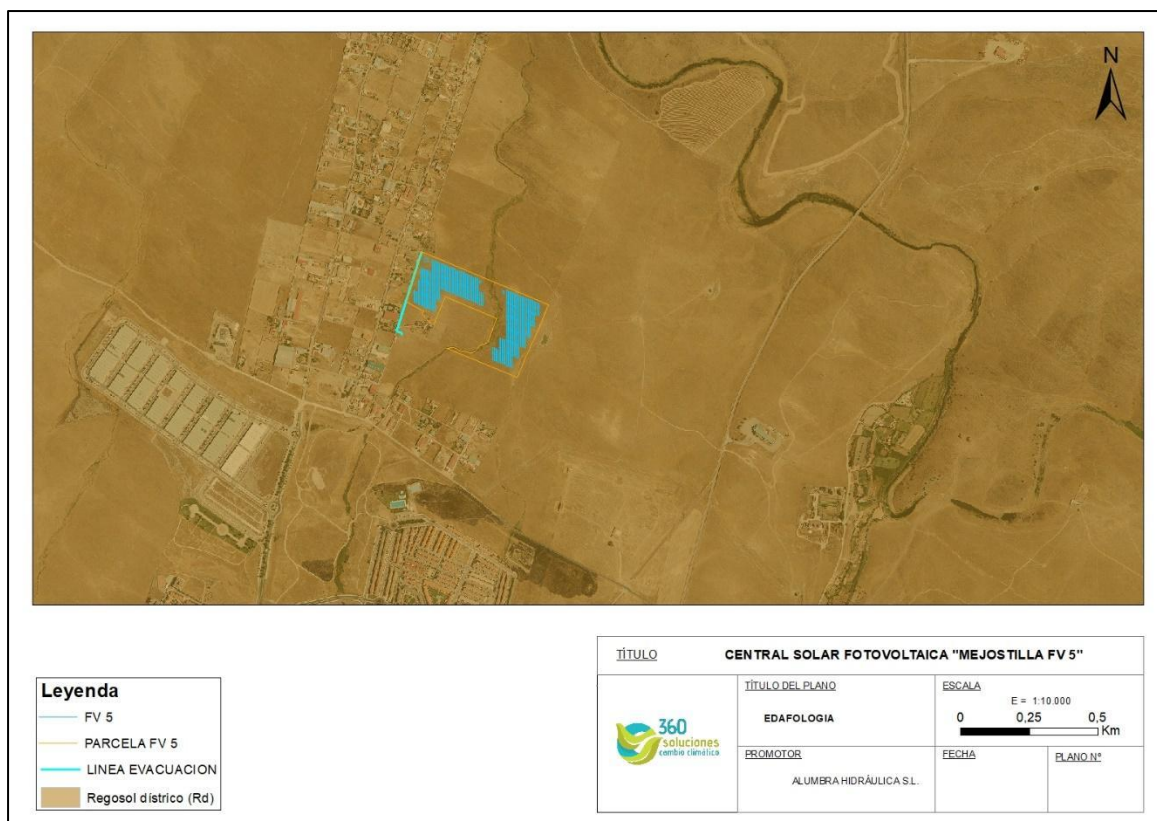 N
TÍTULO
CENTRAL SOLAR FOTOVOLTAICA "MEJOSTILLA FV 5"
360
soluciones
cambio climático
TÍTULO DEL PLANO
EDAFOLOGIA
ESCALA
E = 1:10.000
0 0,25 0,5
Km
PROMOTOR
ALUMBRA HIDRÁULICA S.L.
FECHA
PLANO Nº
Leyenda
FV 5
PARCELA FV 5
LINEA EVACUACION
Regosol dístrico (Rd)